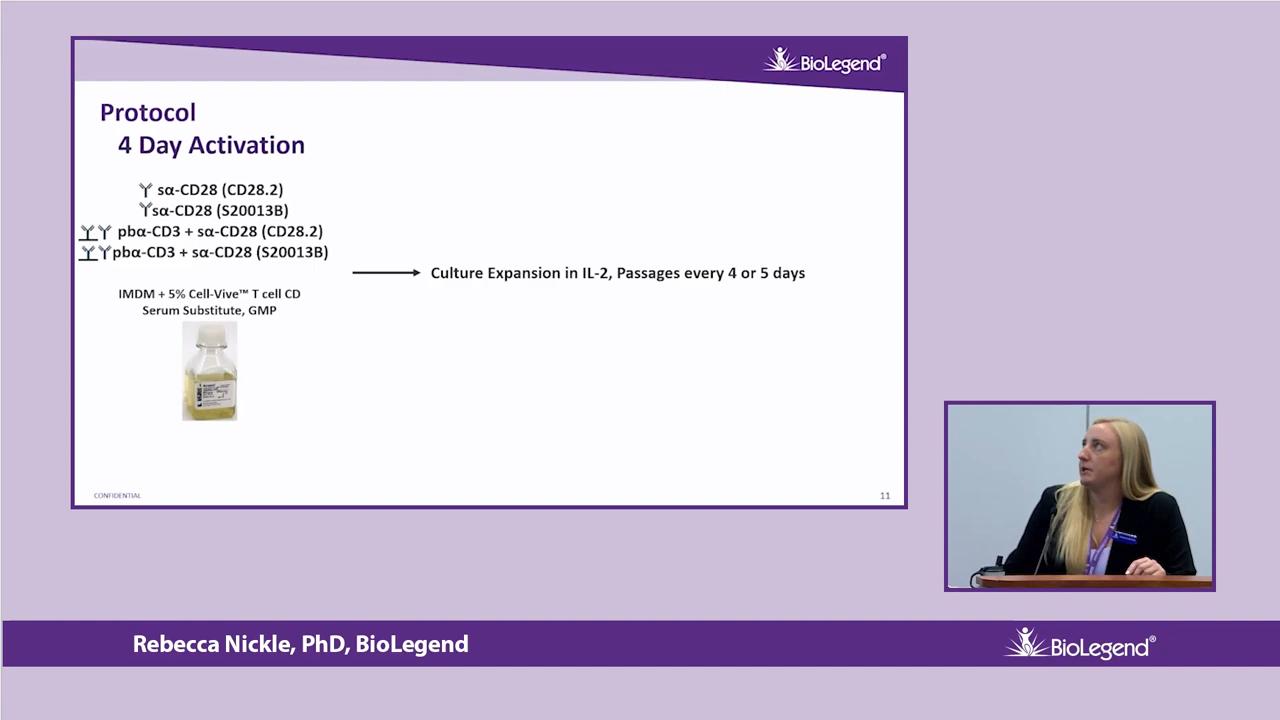 BioLegend®
Protocol
4 Day Activation
sα-CD28 (CD28.2)
sα-CD28 (S20013B)
pbα-CD3 + sα-CD28 (CD28.2)
pbα-CD3 + sα-CD28 (S20013B)
Culture Expansion in IL-2, Passages every 4 or 5 days
IMDM + 5% Cell-Vive™ T cell CD
Serum Substitute, GMP
CONFIDENTIAL
11
Rebecca Nickle, PhD, BioLegend
BioLegend®